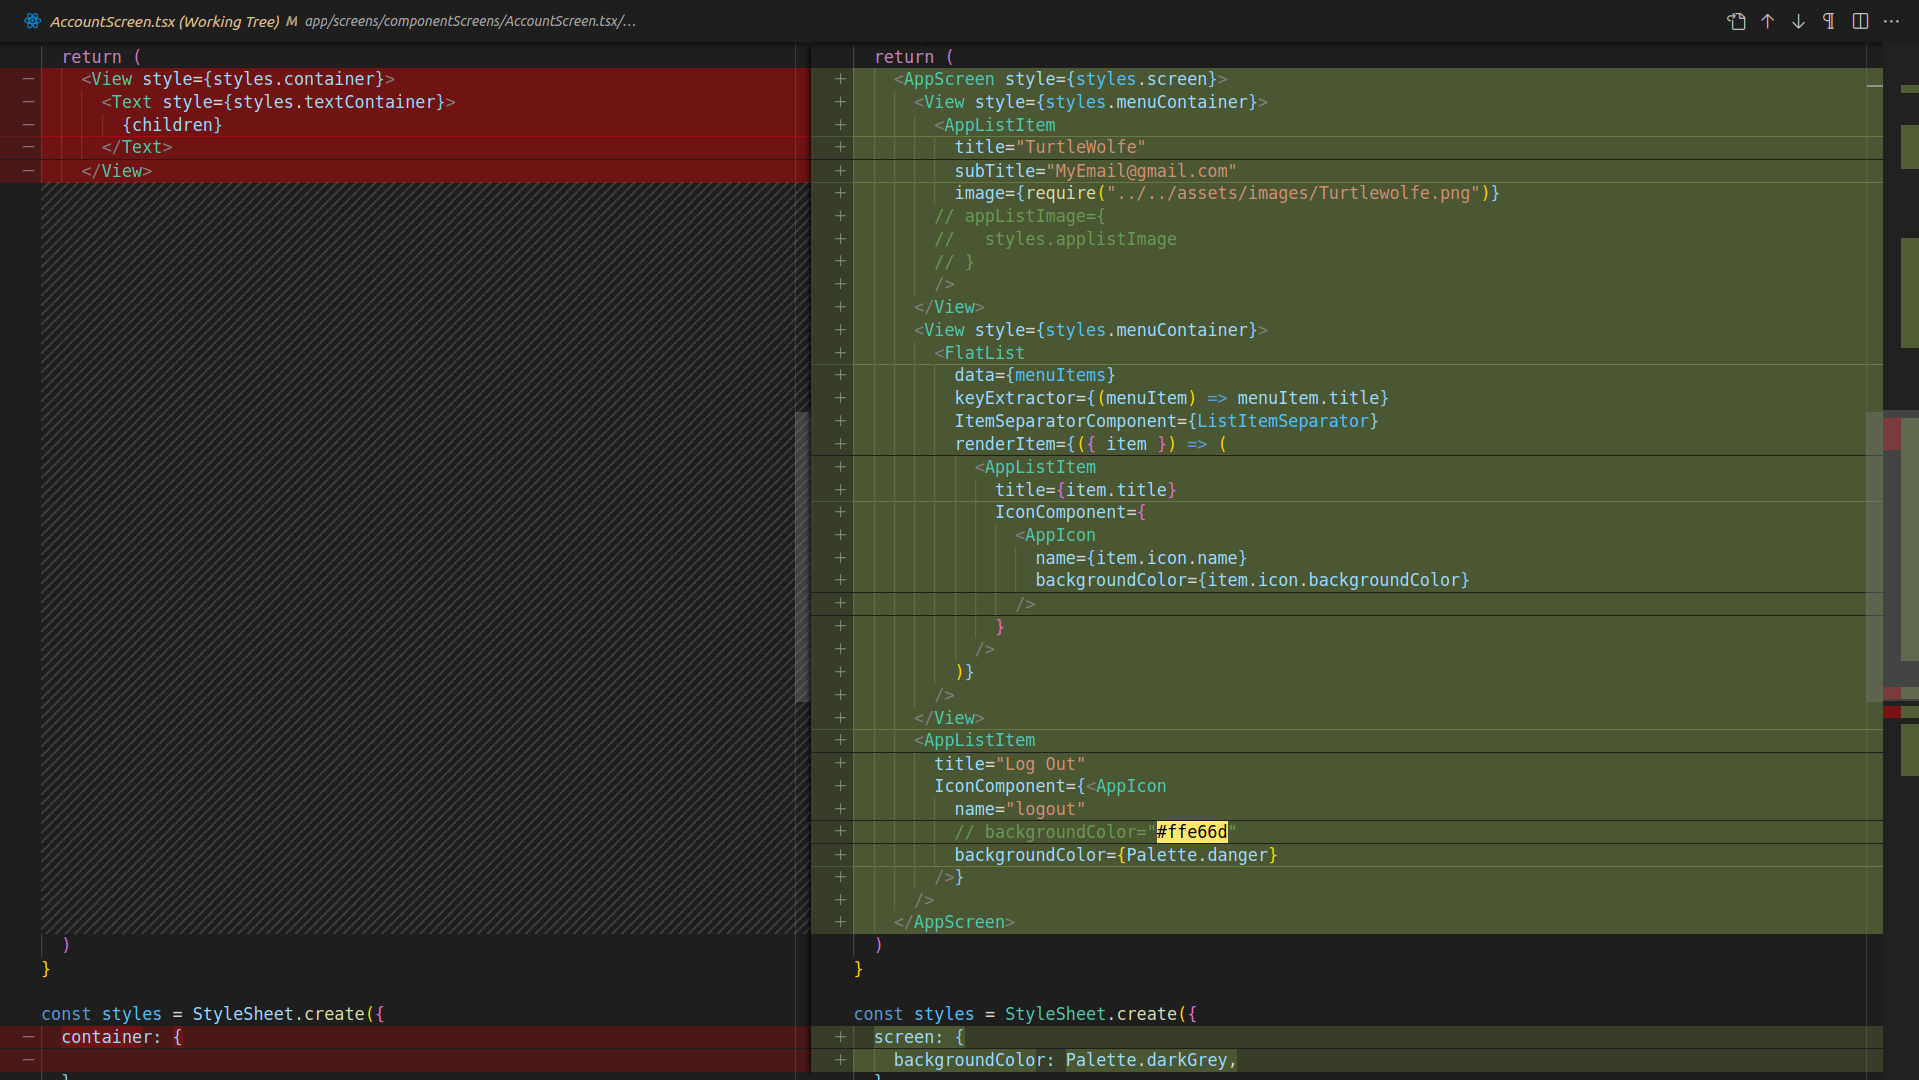 AccountScreen.tsx (Working Tree) M app/screens/componentScreens/AccountScreen.tsx/...
return (
<View style={styles.container}>
<Text style={styles.textContainer}>
{children}
</Text>
</View>
)
}
const styles = StyleSheet.create({
container: {
return (
<AppScreen style={styles.screen}>
<View style={styles.menuContainer}>
<AppListItem
title="TurtleWolfe"
subTitle="MyEmail@gmail.com"
image={require("../../assets/images/Turtlewolfe.png")}
// appListImage={
//   styles.applistImage
// }
/>
</View>
<View style={styles.menuContainer}>
<FlatList
data={menuItems}
keyExtractor={(menuItem) => menuItem.title}
ItemSeparatorComponent={ListItemSeparator}
renderItem={({ item }) => (
<AppListItem
title={item.title}
IconComponent={
<AppIcon
name={item.icon.name}
backgroundColor={item.icon.backgroundColor}
/>
}
/>
)}
/>
</View>
<AppListItem
title="Log Out"
IconComponent={<AppIcon
name="logout"
// backgroundColor="#ffe66d"
backgroundColor={Palette.danger}
/>}
/>
</AppScreen>
)
}
const styles = StyleSheet.create({
screen: {
backgroundColor: Palette.darkGrey,